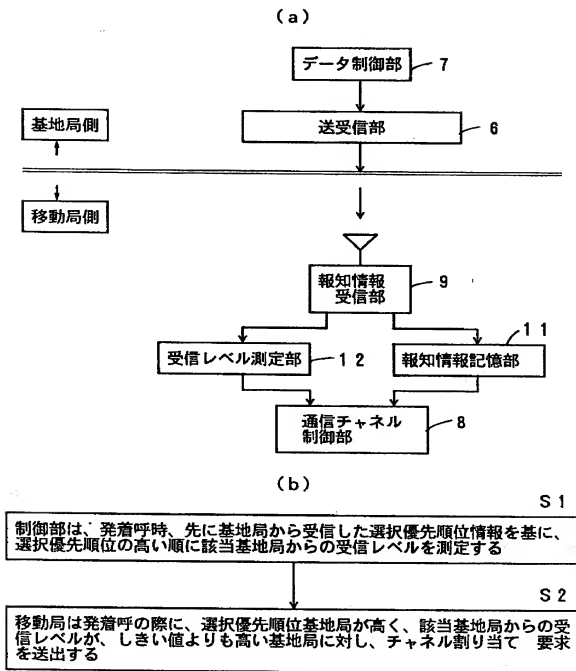 (a)
データ制御部
7
送受信部
6
基地局側
移動局側
報知情報
受信部
9
受信レベル測定部
12
報知情報記憶部
11
通信チャネル
制御部
8
(b)
S1
制御部は、発着呼時、先に基地局から受信した選択優先順位情報を基に、
選択優先順位の高い順に該当基地局からの受信レベルを測定する
S2
移動局は発着呼の際に、選択優先順位基地局が高く、該当基地局からの受
信レベルが、しきい値よりも高い基地局に対し、チャネル割り当て 要求
を送出する